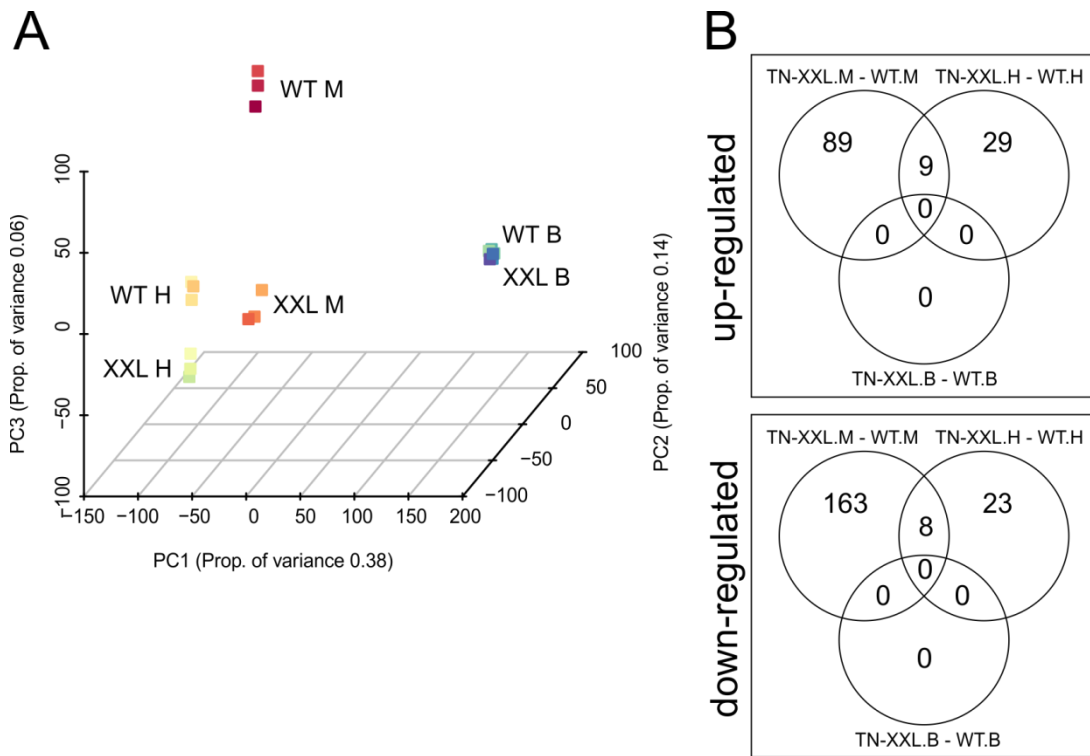 A
WT M
WT B
XXL B
WT H
XXL M
XXL H
100
50
0
−50
−100
PC3 (Prop. of variance 0.06)
−150
−100
−50
0
50
100
150
200
PC1 (Prop. of variance 0.38)
100
50
0
−50
−100
PC2 (Prop. of variance 0.14)
B
up-regulated
TN-XXL.M - WT.M TN-XXL.H - WT.H
89 9 29
0
0 0
0
TN-XXL.B - WT.B
down-regulated
TN-XXL.M - WT.M TN-XXL.H - WT.H
163 8 23
0
0 0
0
TN-XXL.B - WT.B